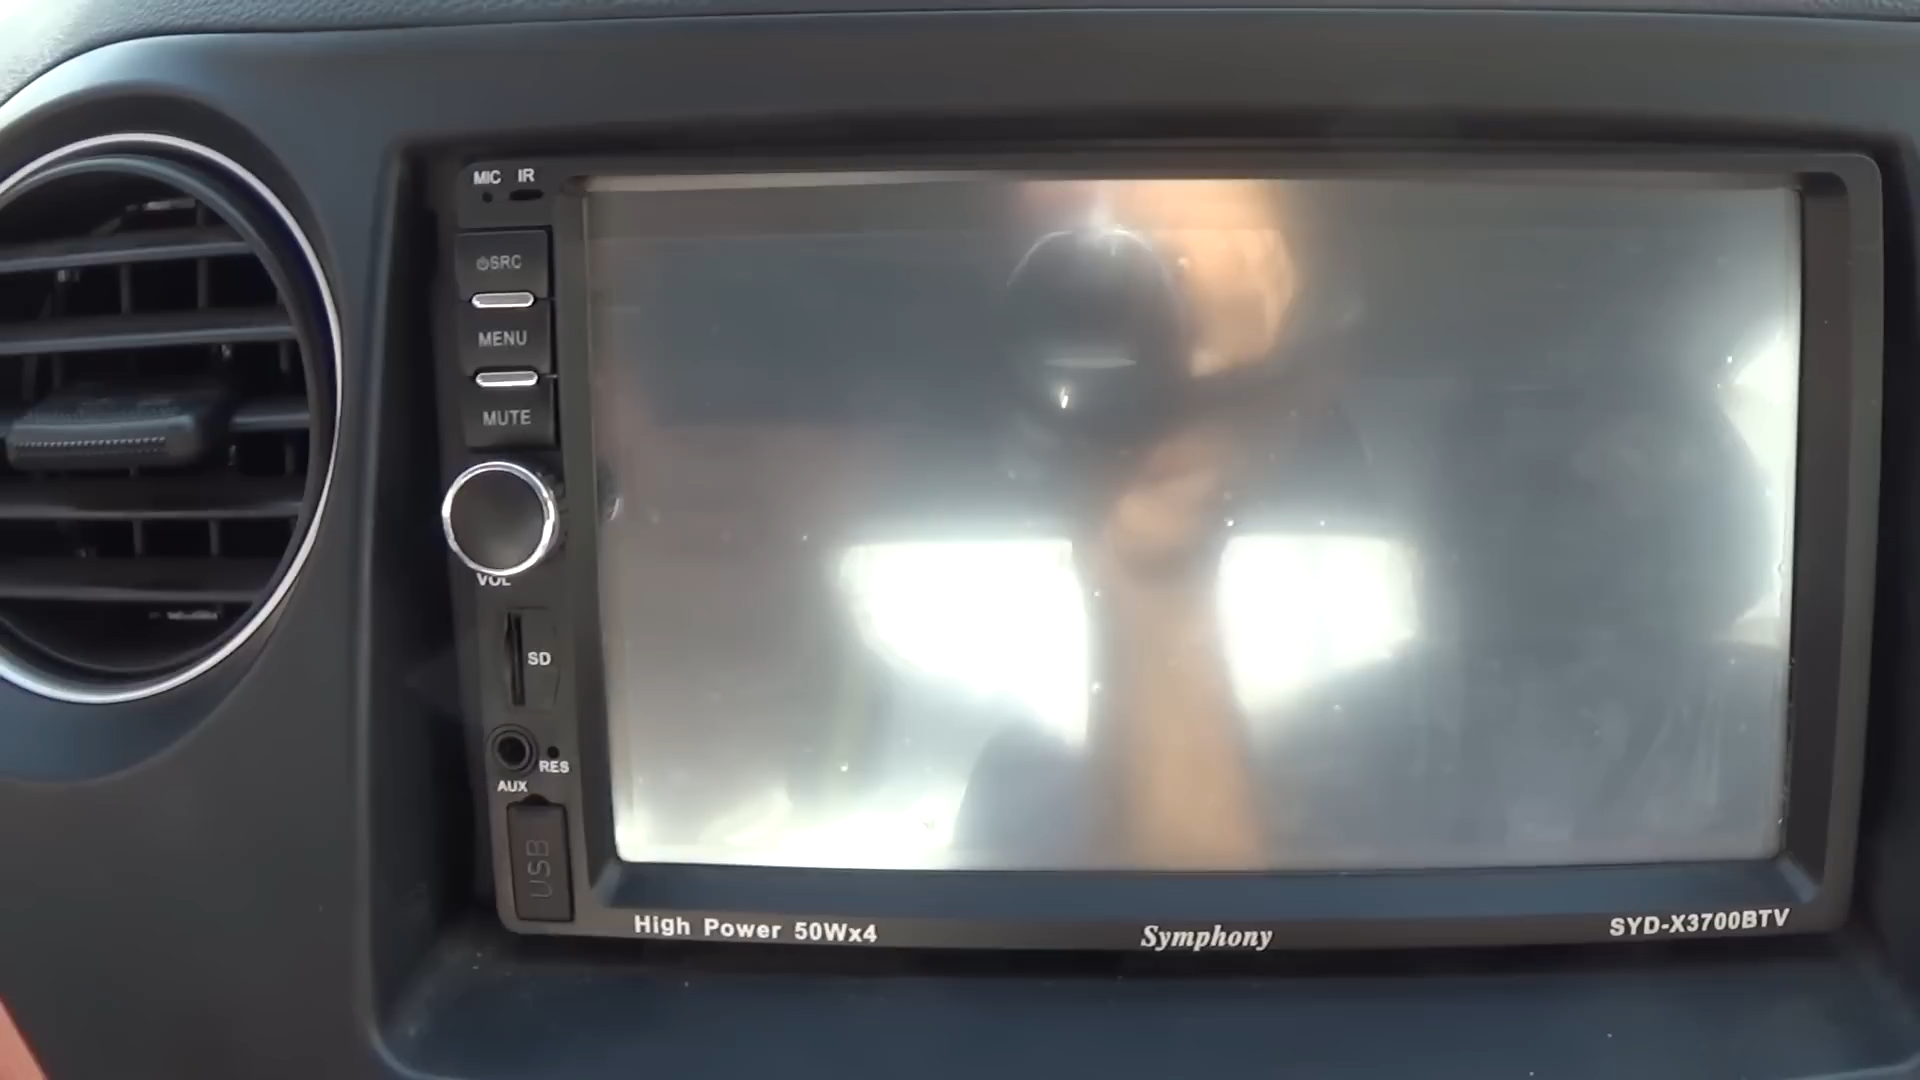 MIC IR
⏻SRC
MENU
MUTE
VOL
SD
RES
AUX
USB
High Power 50Wx4
Symphony
SYD-X3700BTV